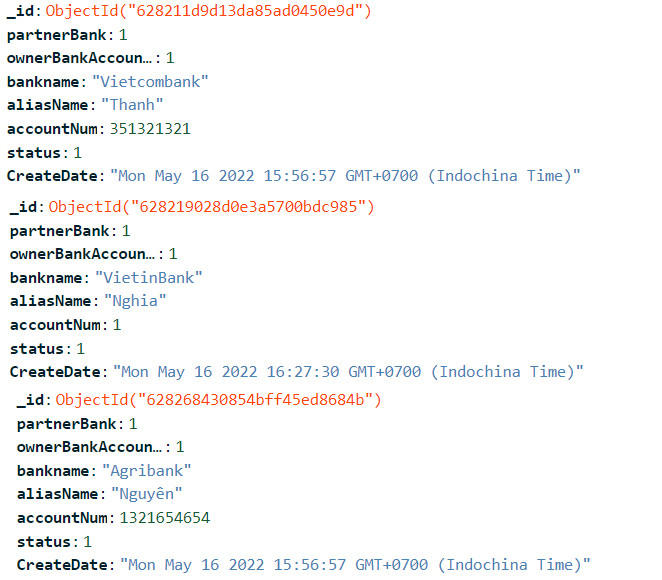 _id: ObjectId("628211d9d13da85ad0450e9d")
partnerBank: 1
ownerBankAccoun…: 1
bankname: "Vietcombank"
aliasName: "Thanh"
accountNum: 351321321
status: 1
CreateDate: "Mon May 16 2022 15:56:57 GMT+0700 (Indochina Time)"
_id: ObjectId("628219028d0e3a5700bdc985")
partnerBank: 1
ownerBankAccoun…: 1
bankname: "VietinBank"
aliasName: "Nghia"
accountNum: 1
status: 1
CreateDate: "Mon May 16 2022 16:27:30 GMT+0700 (Indochina Time)"
_id: ObjectId("628268430854bff45ed8684b")
partnerBank: 1
ownerBankAccoun…: 1
bankname: "Agribank"
aliasName: "Nguyên"
accountNum: 1321654654
status: 1
CreateDate: "Mon May 16 2022 15:56:57 GMT+0700 (Indochina Time)"